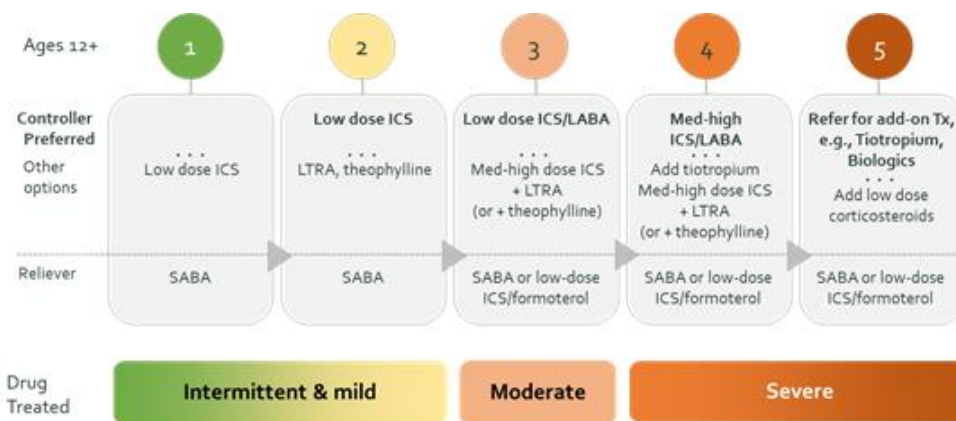 Ages 12+
1
2
3
4
5
Controller
Preferred
Other
options
. . .
Low dose ICS
Low dose ICS
. . .
LTRA, theophylline
Low dose ICS/LABA
. . .
Med-high dose ICS
+ LTRA
(or + theophylline)
Med-high
ICS/LABA
. . .
Add tiotropium
Med-high dose ICS
+ LTRA
(or + theophylline)
Refer for add-on Tx,
e.g., Tiotropium,
Biologics
. . .
Add low dose
corticosteroids
Reliever
SABA
SABA
SABA or low-dose
ICS/formoterol
SABA or low-dose
ICS/formoterol
SABA or low-dose
ICS/formoterol
Drug
Treated
Intermittent & mild
Moderate
Severe